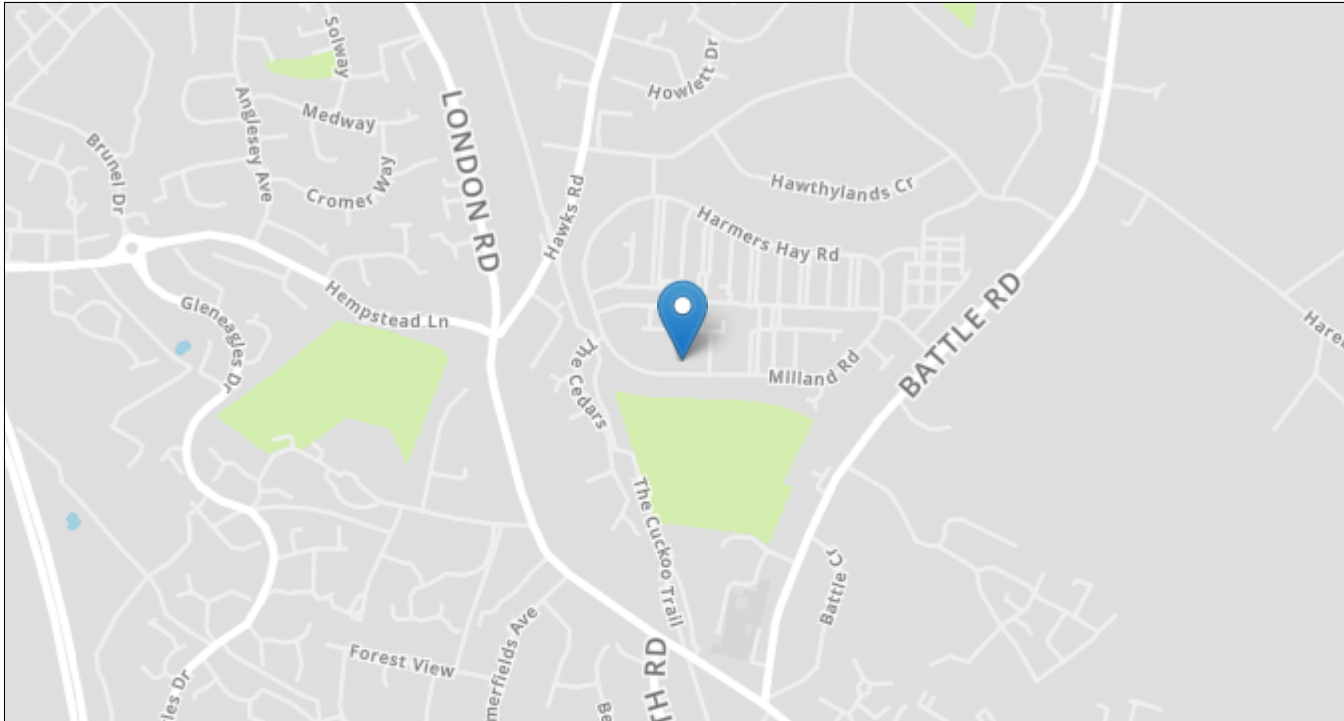 Solway
Howlett Dr
Anglesey Ave
Medway
LONDON RD
Brunel Dr
Cromer Way
Hawthylands Cr
Hawks Rd
Harmers Hay Rd
Hempstead Ln
Gleneagles Dr
BATTLE RD
The Cedars
Milland Rd
The Cuckoo Trail
Battle Cr
Forest View